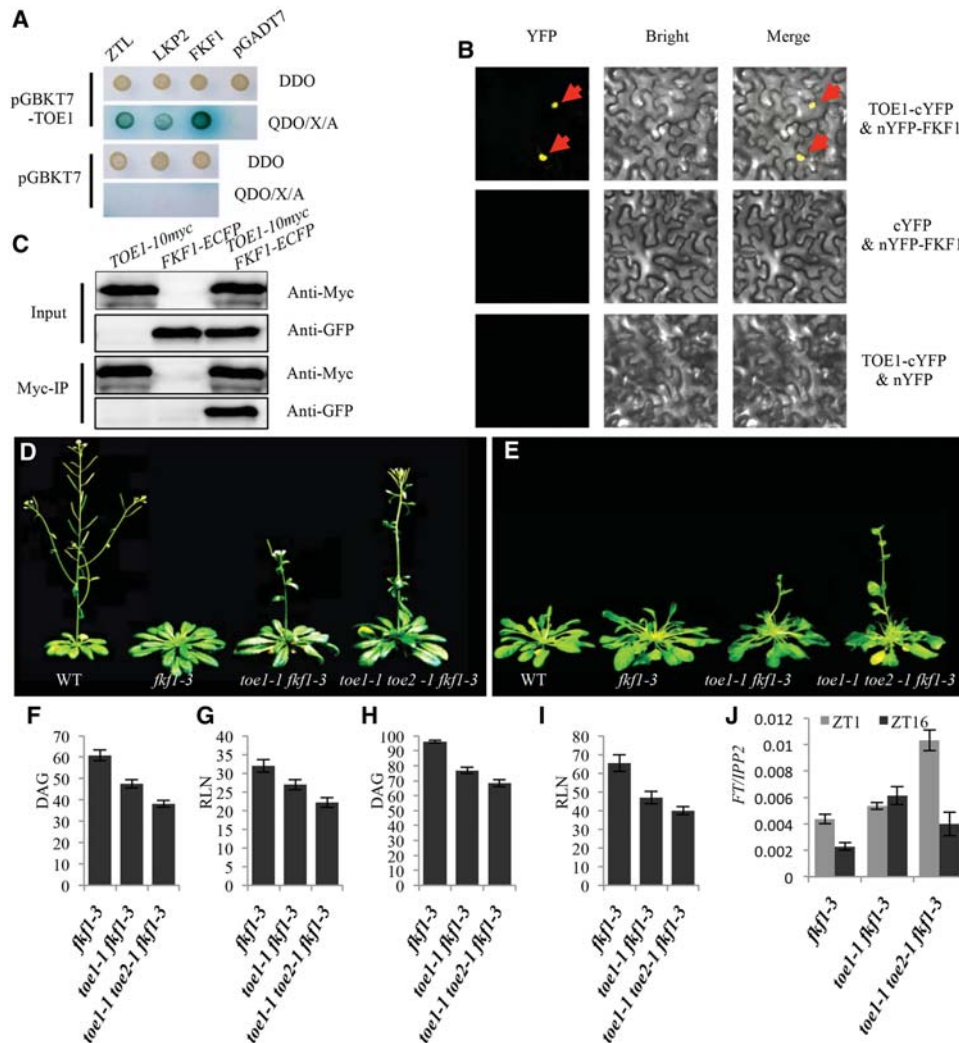 A
ZTL
LKP2
FKF1
pGADT7
pGBKT7
-TOE1
DDO
QDO/X/A
pGBKT7
DDO
QDO/X/A
B
YFP
Bright
Merge
TOE1-cYFP
& nYFP-FKF1
cYFP
& nYFP-FKF1
TOE1-cYFP
& nYFP
C
TOE1-10myc
FKF1-ECFP
TOE1-10myc
FKF1-ECFP
Input
Anti-Myc
Anti-GFP
Myc-IP
Anti-Myc
Anti-GFP
D
WT
fkf1-3
toe1-1 fkf1-3
toe1-1 toe2 -1 fkf1-3
E
WT
fkf1-3
toe1-1 fkf1-3
toe1-1 toe2 -1 fkf1-3
F
DAG
70
60
50
40
30
20
10
0
fkf1-3
toe1-1 fkf1-3
toe1-1 toe2-1 fkf1-3
G
RLN
40
35
30
25
20
15
10
5
0
fkf1-3
toe1-1 fkf1-3
toe1-1 toe2-1 fkf1-3
H
DAG
100
90
80
70
60
50
40
30
20
10
0
fkf1-3
toe1-1 fkf1-3
toe1-1 toe2-1 fkf1-3
I
RLN
80
70
60
50
40
30
20
10
0
fkf1-3
toe1-1 fkf1-3
toe1-1 toe2-1 fkf1-3
J
ZT1 ZT16
FT/IPP2
0.012
0.01
0.008
0.006
0.004
0.002
0
fkf1-3
toe1-1 fkf1-3
toe1-1 toe2-1 fkf1-3